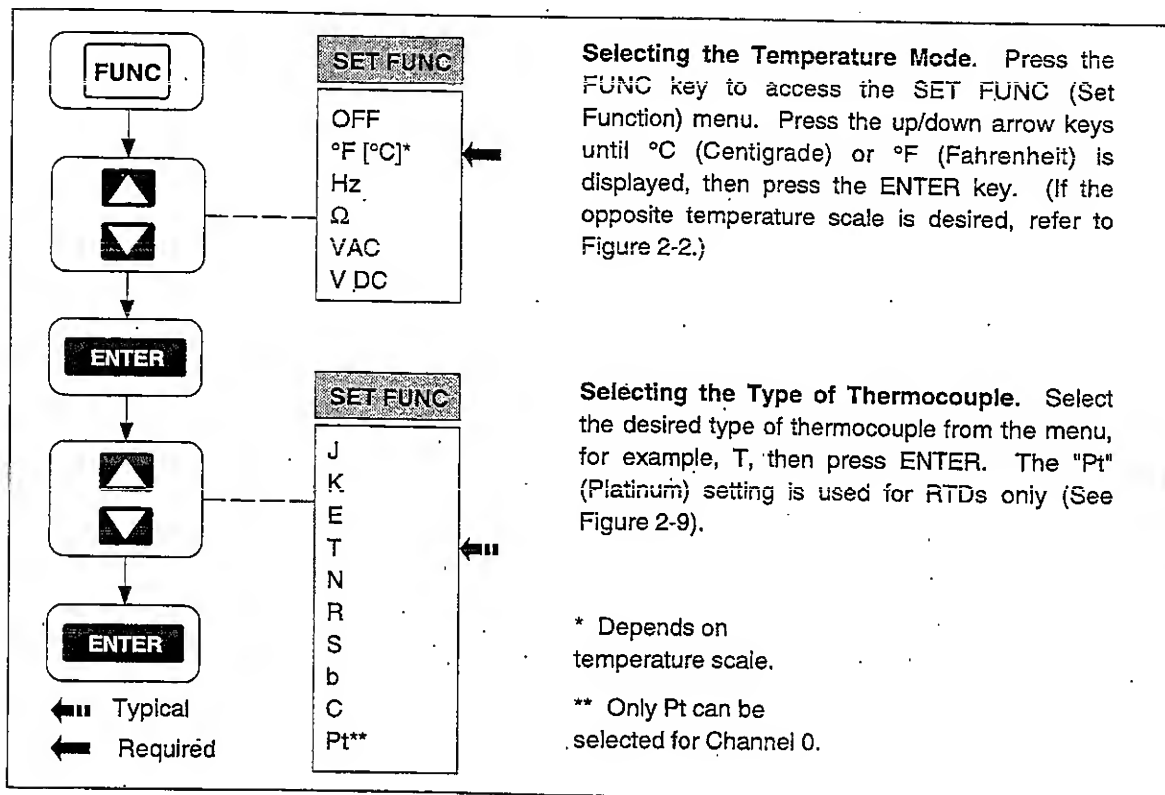 FUNC
SET FUNC
OFF
°F [°C]*
Hz
Ω
VAC
V DC
Selecting the Temperature Mode. Press the
FUNC key to access the SET FUNC (Set
Function) menu. Press the up/down arrow keys
until °C (Centigrade) or °F (Fahrenheit) is
displayed, then press the ENTER key. (If the
opposite temperature scale is desired, refer to
Figure 2-2.)
ENTER
SET FUNC
J
K
E
T
N
R
S
b
C
Pt**
Selecting the Type of Thermocouple. Select
the desired type of thermocouple from the menu,
for example, T, then press ENTER. The "Pt"
(Platinum) setting is used for RTDs only (See
Figure 2-9).
ENTER
Typical
Required
* Depends on
temperature scale.
** Only Pt can be
selected for Channel 0.